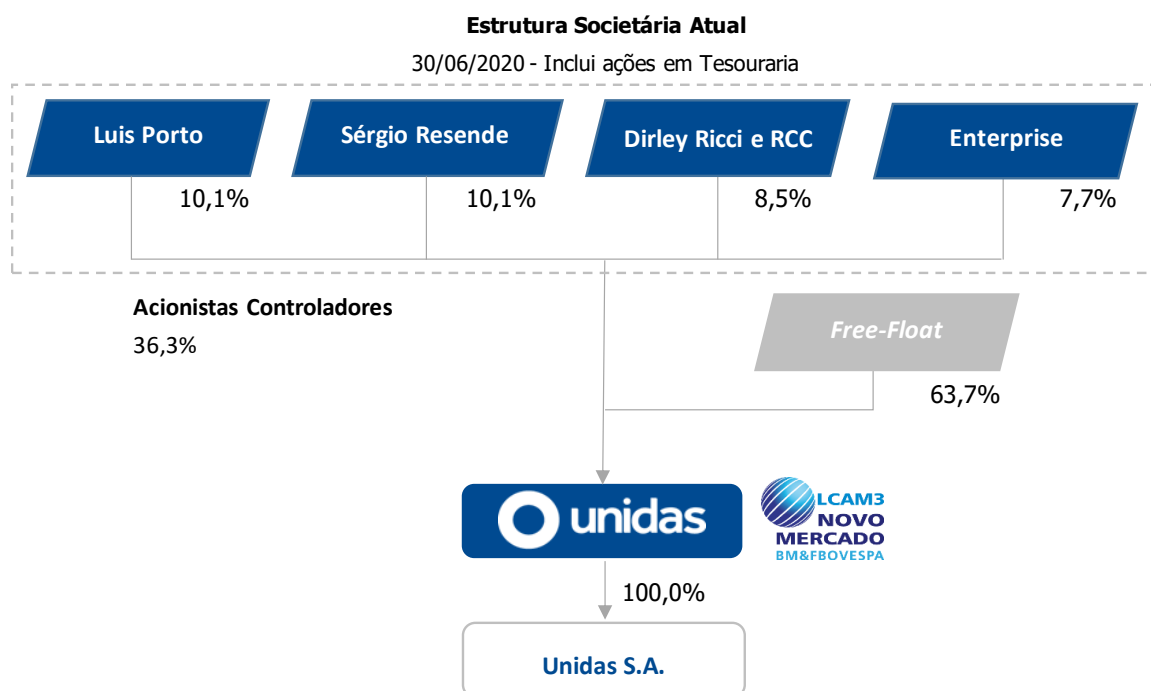 Estrutura Societária Atual
30/06/2020 - Inclui ações em Tesouraria
Luis Porto
Sérgio Resende
Dirley Ricci e RCC
Enterprise
10,1%
10,1%
8,5%
7,7%
Acionistas Controladores
36,3%
Free-Float
63,7%
unidas
LCAM3
NOVO
MERCADO
BM&FBOVESPA
100,0%
Unidas S.A.